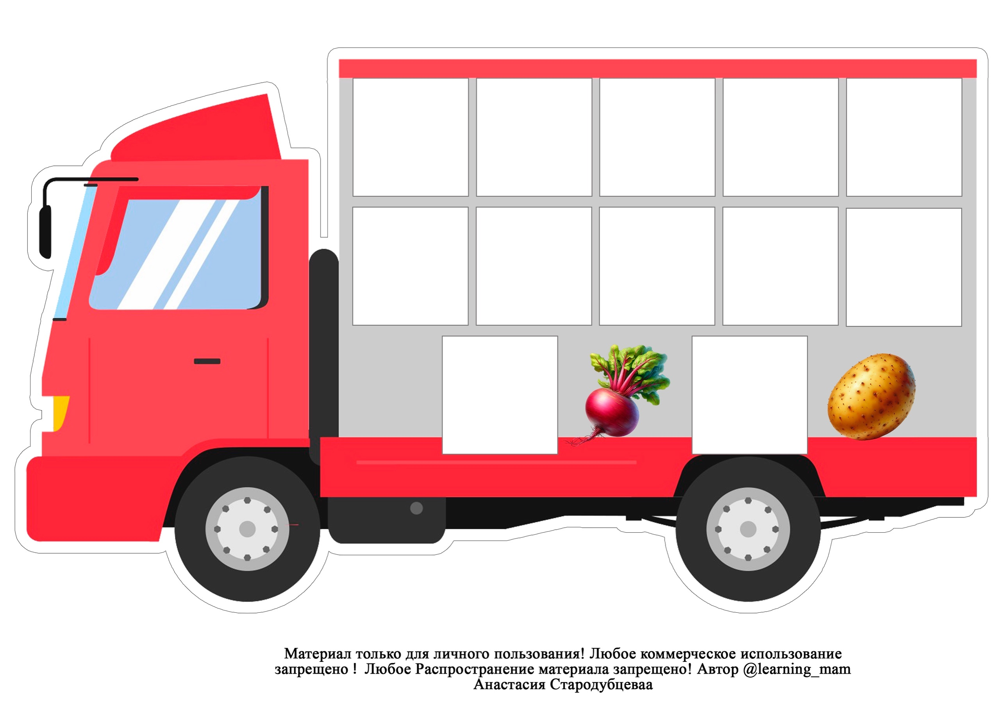 Материал только для личного пользования! Любое коммерческое использование
запрещено ! Любое Распространение материала запрещено! Автор @learning_mam
Анастасия Стародубцеваа